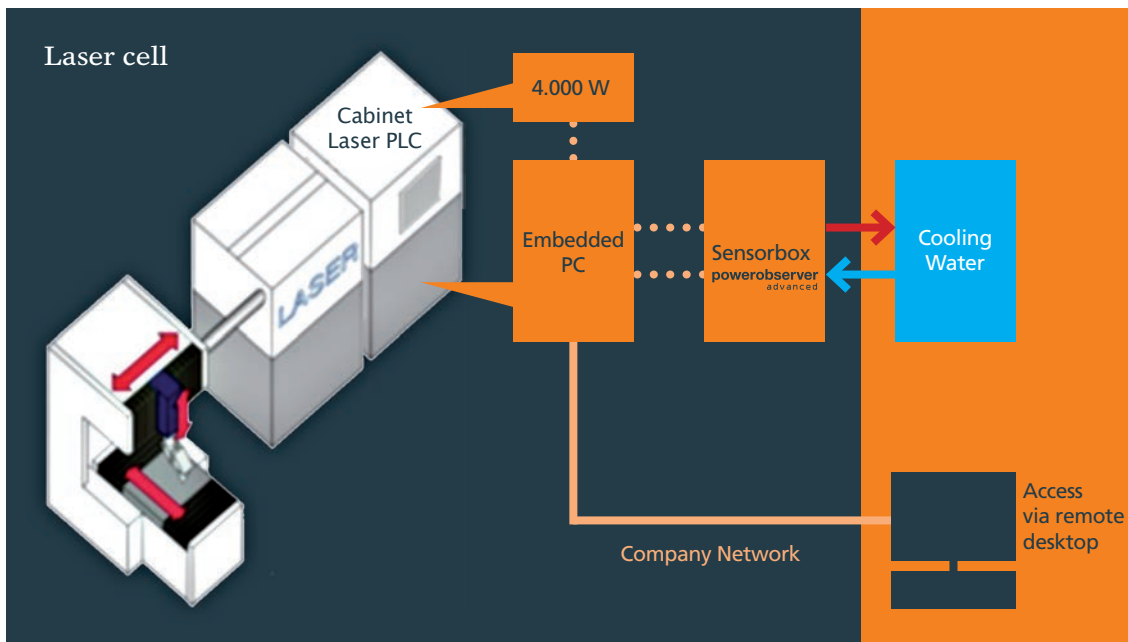 Laser cell
4.000 W
Cabinet
Laser PLC
Embedded
PC
Sensorbox
powerobserver
advanced
Cooling
Water
LASER
Access
via remote
desktop
Company Network